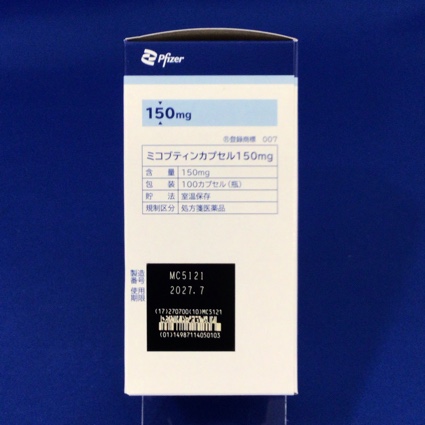 Pfizer
150mg
®登録商標 007
ミコブティンカプセル150mg
含 量 150mg
包 装 100カプセル(瓶)
貯 法 室温保存
規制区分 処方箋医薬品
製造番号 MC5121
使用期限 2027.7
(17)270700(10)MC5121
(01)14987114050103